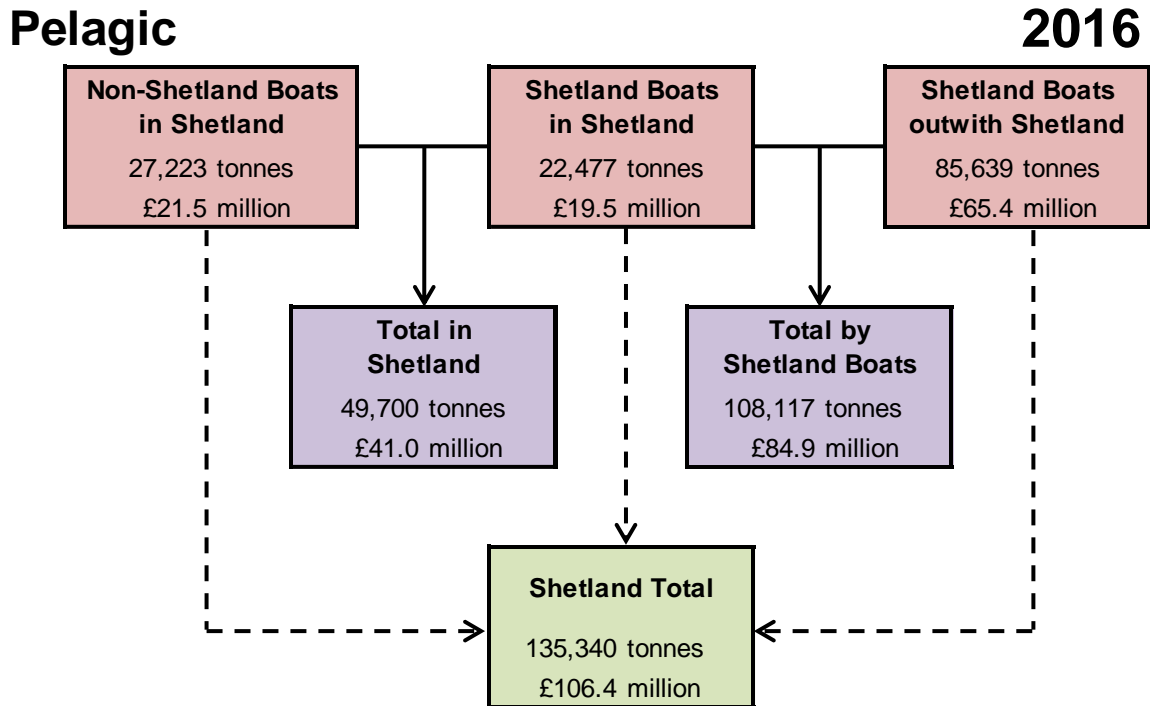 Pelagic
2016
Non-Shetland Boats
in Shetland
27,223 tonnes
£21.5 million
Shetland Boats
in Shetland
22,477 tonnes
£19.5 million
Shetland Boats
outwith Shetland
85,639 tonnes
£65.4 million
Total in
Shetland
49,700 tonnes
£41.0 million
Total by
Shetland Boats
108,117 tonnes
£84.9 million
Shetland Total
135,340 tonnes
£106.4 million